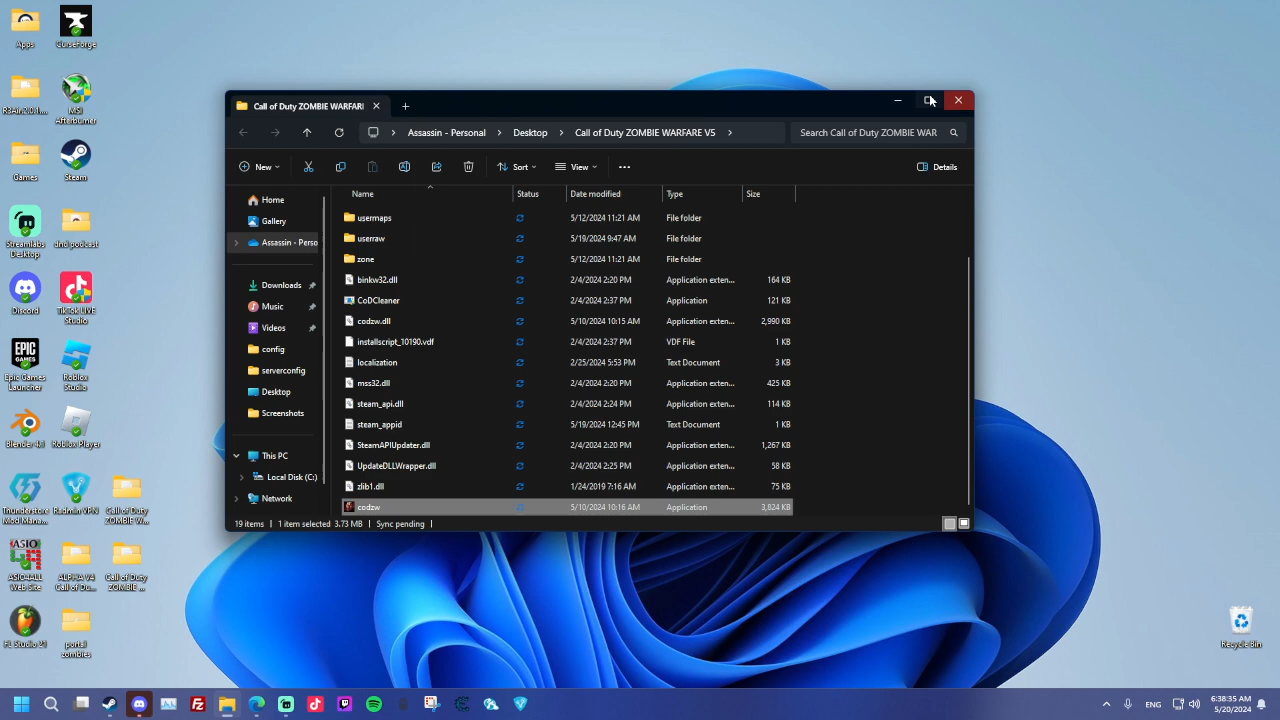 Apps
CurseForge
MSI
Afterburner
Games
Steam
Streamlabs
Desktop
dnd podcast
Discord
TikTok LIVE
Studio
Epic Games
Launcher
Roblox
Studio
Blender 4.1
Roblox Player
Thunderstore
Mod Mana...
Radmin VPN
Call of Duty
ZOMBIE W...
ASIO4ALL
Web Site
ALPHA V4
Call of Du...
Call of Duty
ZOMBIE ...
FL Studio 21
portal
zombies
Recycle Bin
Call of Duty ZOMBIE WARFARI
Assassin - Personal
Desktop
Call of Duty ZOMBIE WARFARE V5
Search Call of Duty ZOMBIE WAR
New
Sort
View
Details
Home
Gallery
Assassin - Perso
Downloads
Music
Videos
config
serverconfig
Desktop
Screenshots
This PC
Local Disk (C:)
Network
Name Status Date modified Type Size
usermaps 5/12/2024 11:21 AM File folder
userraw 5/19/2024 9:47 AM File folder
zone 5/12/2024 11:21 AM File folder
binkw32.dll 2/4/2024 2:20 PM Application exten... 164 KB
CoDCleaner 2/4/2024 2:37 PM Application 121 KB
codzw.dll 5/10/2024 10:15 AM Application exten... 2,990 KB
installscript_10190.vdf 2/4/2024 2:37 PM VDF File 1 KB
localization 2/25/2024 5:53 PM Text Document 3 KB
mss32.dll 2/4/2024 2:20 PM Application exten... 425 KB
steam_api.dll 2/4/2024 2:24 PM Application exten... 114 KB
steam_appid 5/19/2024 12:45 PM Text Document 1 KB
SteamAPIUpdater.dll 2/4/2024 2:20 PM Application exten... 1,267 KB
UpdateDLLWrapper.dll 2/4/2024 2:25 PM Application exten... 58 KB
zlib1.dll 1/24/2019 7:16 AM Application exten... 75 KB
codzw 5/10/2024 10:16 AM Application 3,824 KB
19 items 1 item selected 3.73 MB Sync pending
ENG
6:38:35 AM
5/20/2024